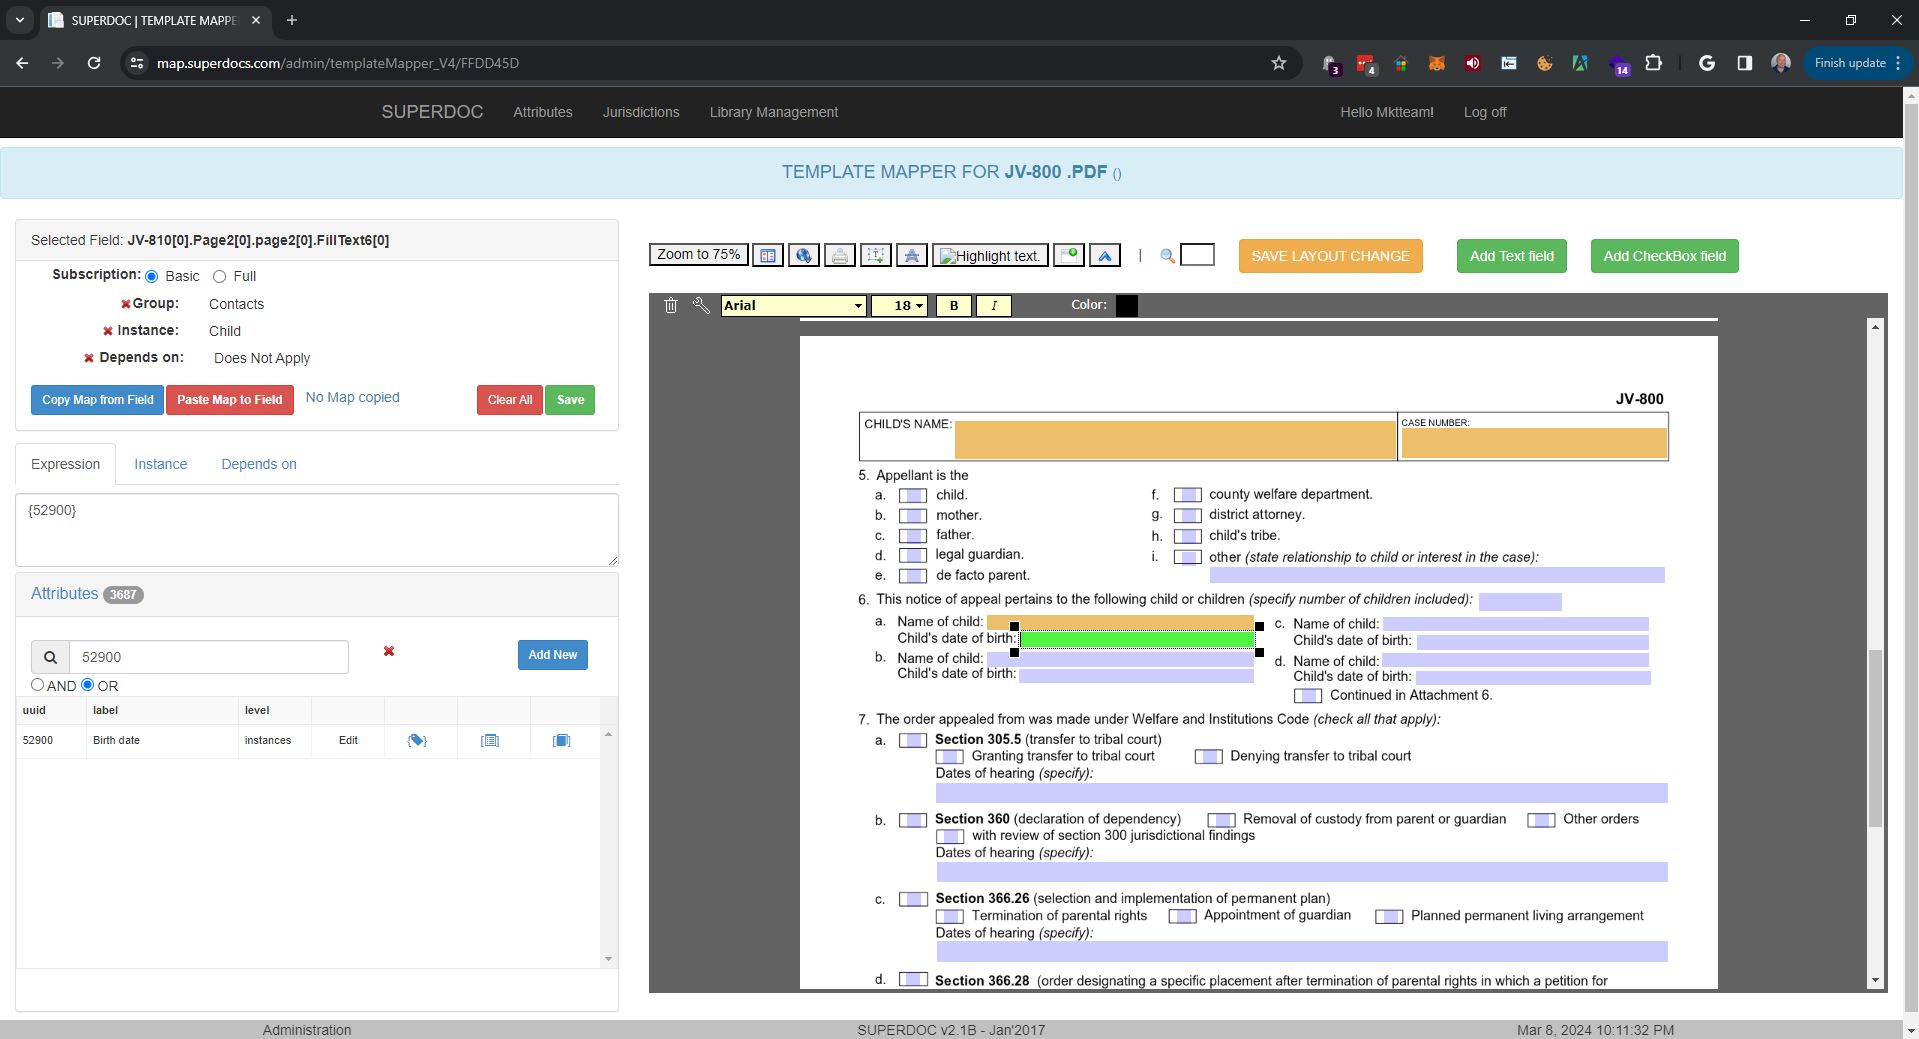 SUPERDOC | TEMPLATE MAPPE
map.superdocs.com/admin/templateMapper_V4/FFDD45D
3
4
14
Finish update
SUPERDOC Attributes Jurisdictions Library Management Hello Mktteam! Log off
TEMPLATE MAPPER FOR JV-800 .PDF ()
Selected Field: JV-810[0].Page2[0].page2[0].FillText6[0]
Subscription: Basic Full
Group: Contacts
Instance: Child
Depends on: Does Not Apply
Copy Map from Field Paste Map to Field No Map copied Clear All Save
Expression Instance Depends on
{52900}
Attributes 3687
52900 Add New
AND OR
uuid label level
52900 Birth date instances Edit
Zoom to 75% Highlight text. | SAVE LAYOUT CHANGE Add Text field Add CheckBox field
Arial 18 B I Color:
JV-800
CHILD'S NAME: CASE NUMBER:
5. Appellant is the
a. child. f. county welfare department.
b. mother. g. district attorney.
c. father. h. child's tribe.
d. legal guardian. i. other (state relationship to child or interest in the case):
e. de facto parent.
6. This notice of appeal pertains to the following child or children (specify number of children included):
a. Name of child: c. Name of child:
Child's date of birth: Child's date of birth:
b. Name of child: d. Name of child:
Child's date of birth: Child's date of birth:
Continued in Attachment 6.
7. The order appealed from was made under Welfare and Institutions Code (check all that apply):
a. Section 305.5 (transfer to tribal court)
Granting transfer to tribal court Denying transfer to tribal court
Dates of hearing (specify):
b. Section 360 (declaration of dependency) Removal of custody from parent or guardian Other orders
with review of section 300 jurisdictional findings
Dates of hearing (specify):
c. Section 366.26 (selection and implementation of permanent plan)
Termination of parental rights Appointment of guardian Planned permanent living arrangement
Dates of hearing (specify):
d. Section 366.28 (order designating a specific placement after termination of parental rights in which a petition for
Administration SUPERDOC v2.1B - Jan'2017 Mar 8, 2024 10:11:32 PM